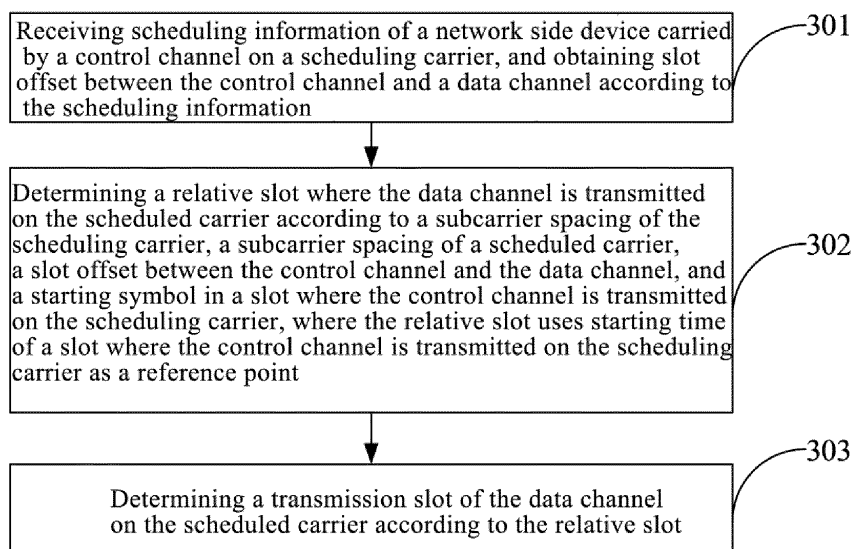 Receiving scheduling information of a network side device carried
by a control channel on a scheduling carrier, and obtaining slot
offset between the control channel and a data channel according to
the scheduling information
301
Determining a relative slot where the data channel is transmitted
on the scheduled carrier according to a subcarrier spacing of the
scheduling carrier, a subcarrier spacing of a scheduled carrier,
a slot offset between the control channel and the data channel, and
a starting symbol in a slot where the control channel is transmitted
on the scheduling carrier, where the relative slot uses starting time
of a slot where the control channel is transmitted on the scheduling
carrier as a reference point
302
Determining a transmission slot of the data channel
on the scheduled carrier according to the relative slot
303